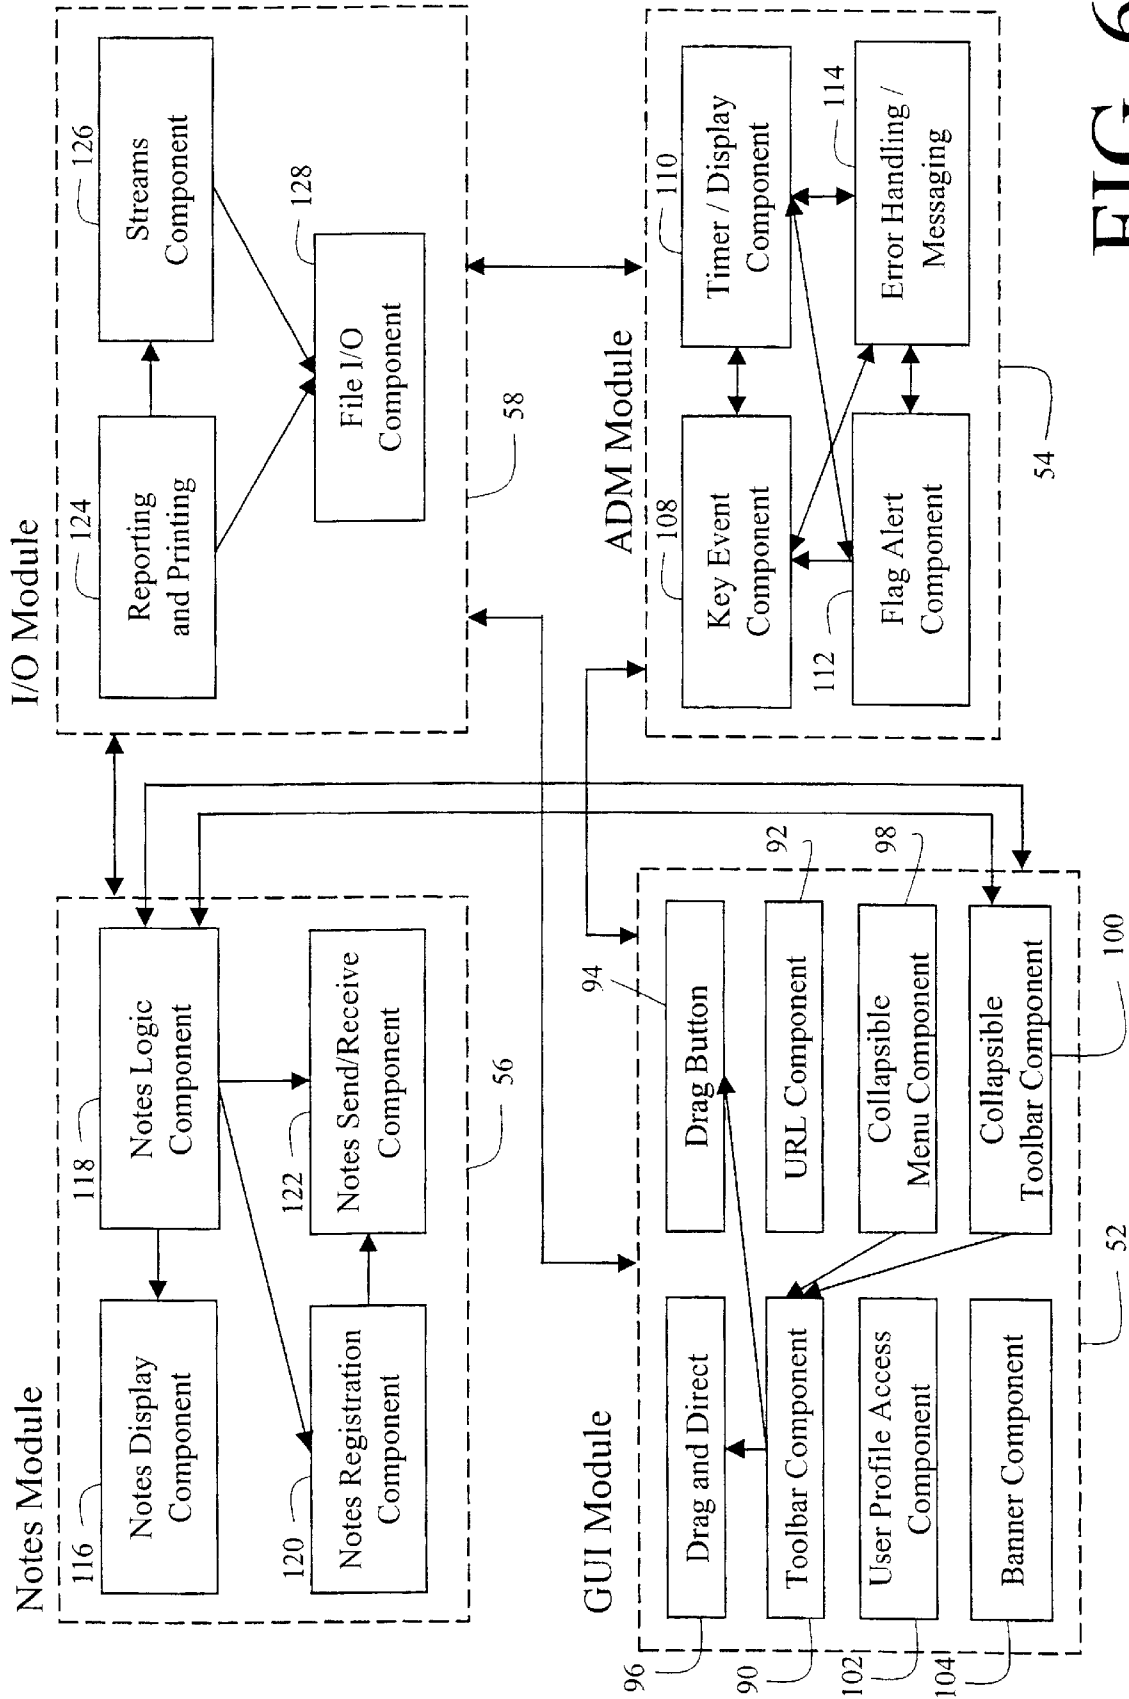 Notes Module
116
Notes Display
Component
118
Notes Logic
Component
120
Notes Registration
Component
122
Notes Send/Receive
Component
56
I/O Module
124
Reporting
and Printing
126
Streams
Component
128
File I/O
Component
58
GUI Module
96
Drag and Direct
94
Drag Button
90
Toolbar Component
92
URL Component
102
User Profile Access
Component
98
Collapsible
Menu Component
104
Banner Component
100
Collapsible
Toolbar Component
52
ADM Module
108
Key Event
Component
110
Timer / Display
Component
112
Flag Alert
Component
114
Error Handling /
Messaging
54
FIG. 6